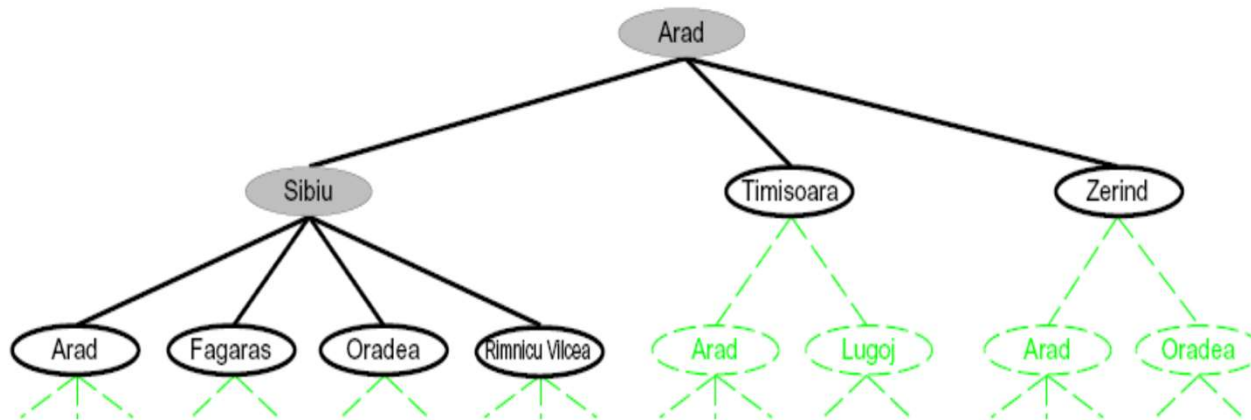 Arad
Sibiu
Timisoara
Zerind
Arad
Fagaras
Oradea
Rimnicu Vilcea
Arad
Lugoj
Arad
Oradea